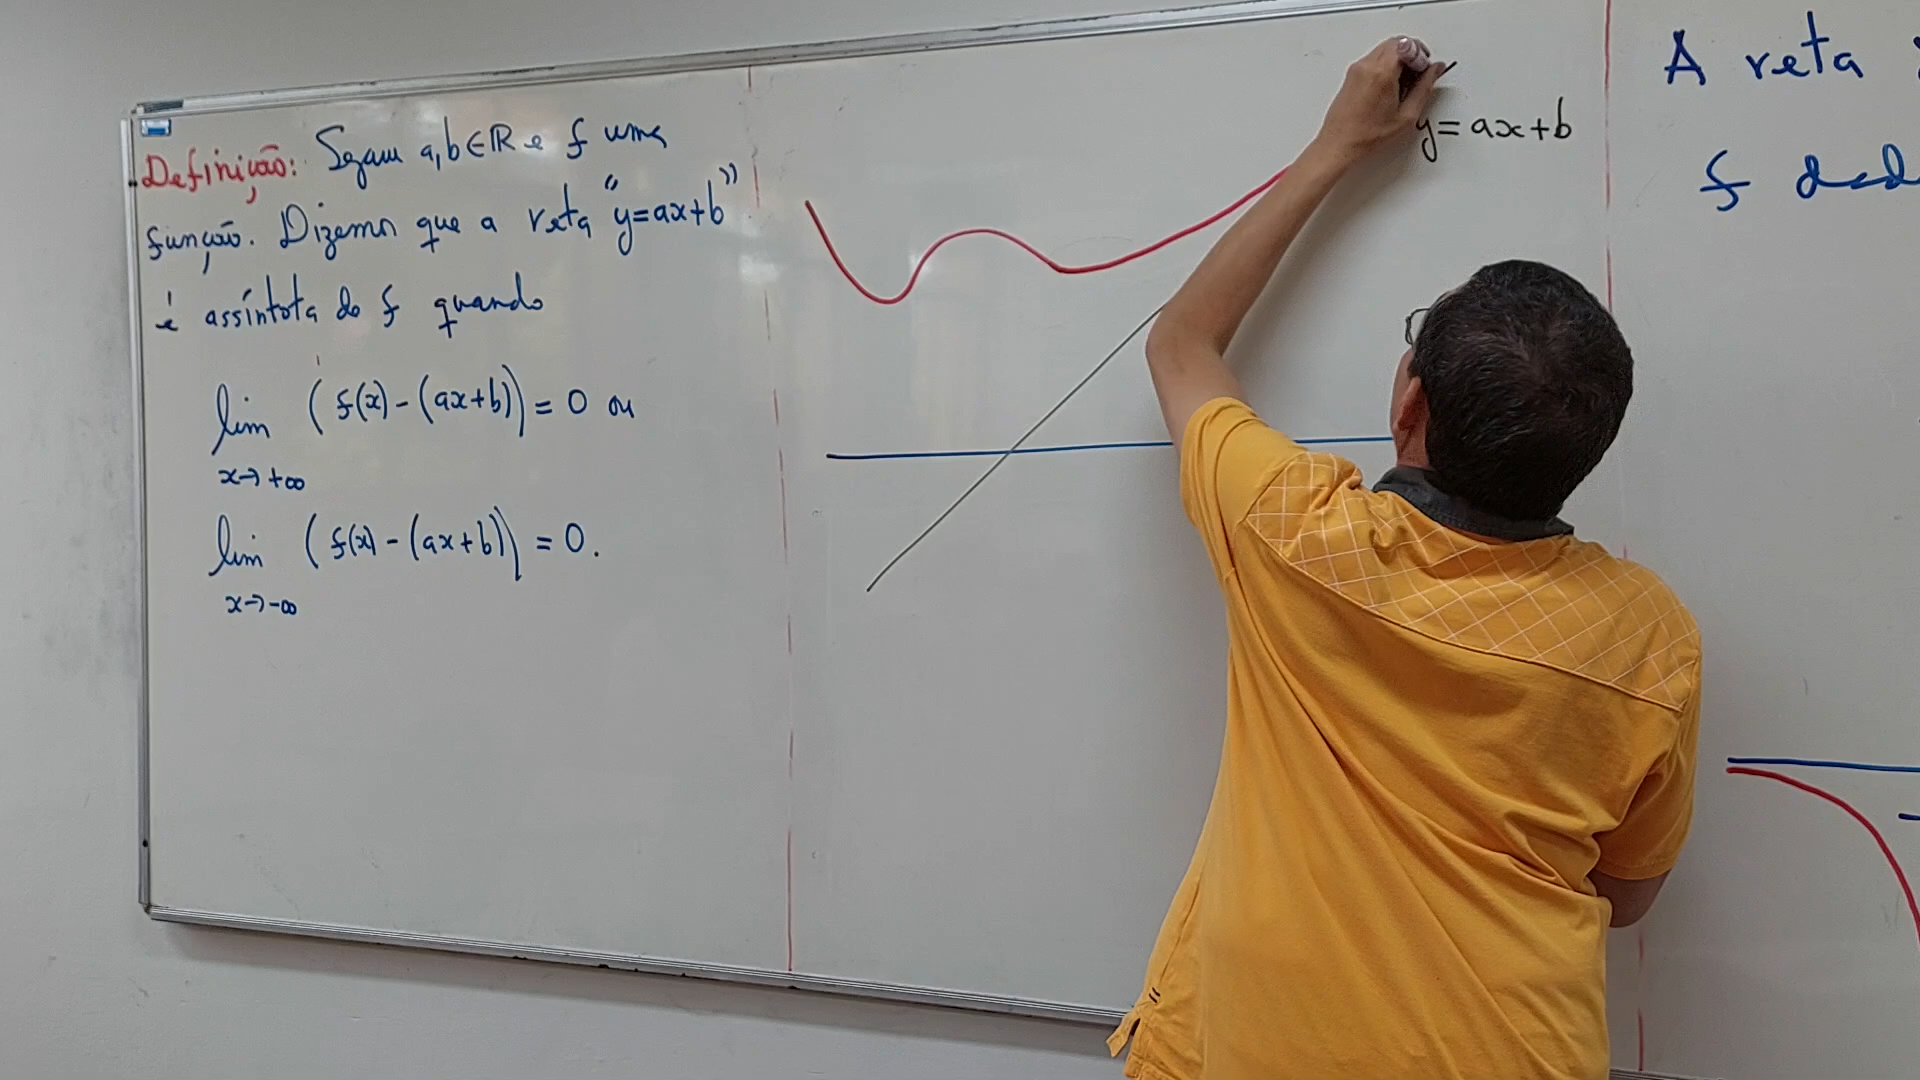 Definição: Sejam a,b∈ℝ e f uma
função. Dizemos que a reta "y=ax+b"
é assíntota de f quando
lim (f(x)-(ax+b))=0 ou
x→+∞
lim (f(x)-(ax+b))=0.
x→-∞
y=ax+b
A reta
f dad